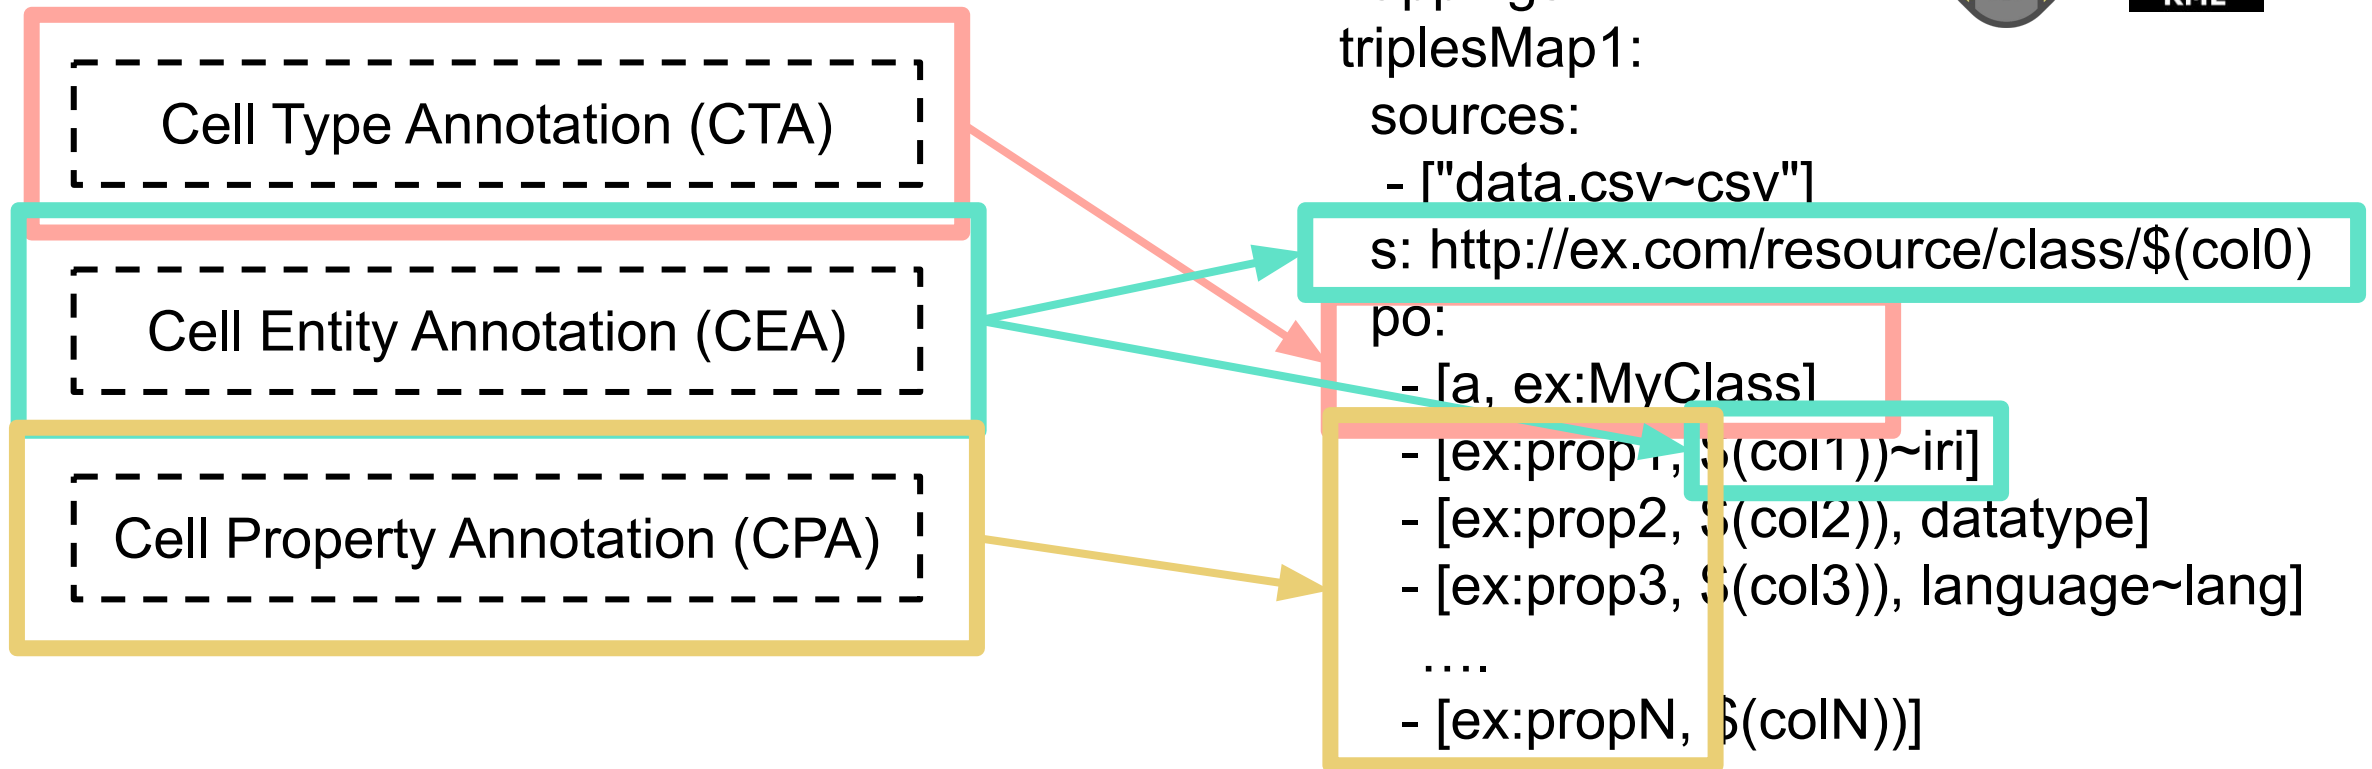 Cell Type Annotation (CTA)
Cell Entity Annotation (CEA)
Cell Property Annotation (CPA)
triplesMap1:
sources:
- ["data.csv~csv"]
s: http://ex.com/resource/class/$(col0)
po:
- [a, ex:MyClass]
- [ex:prop1, $(col1))~iri]
- [ex:prop2, $(col2)), datatype]
- [ex:prop3, $(col3)), language~lang]
….
- [ex:propN, $(colN))]